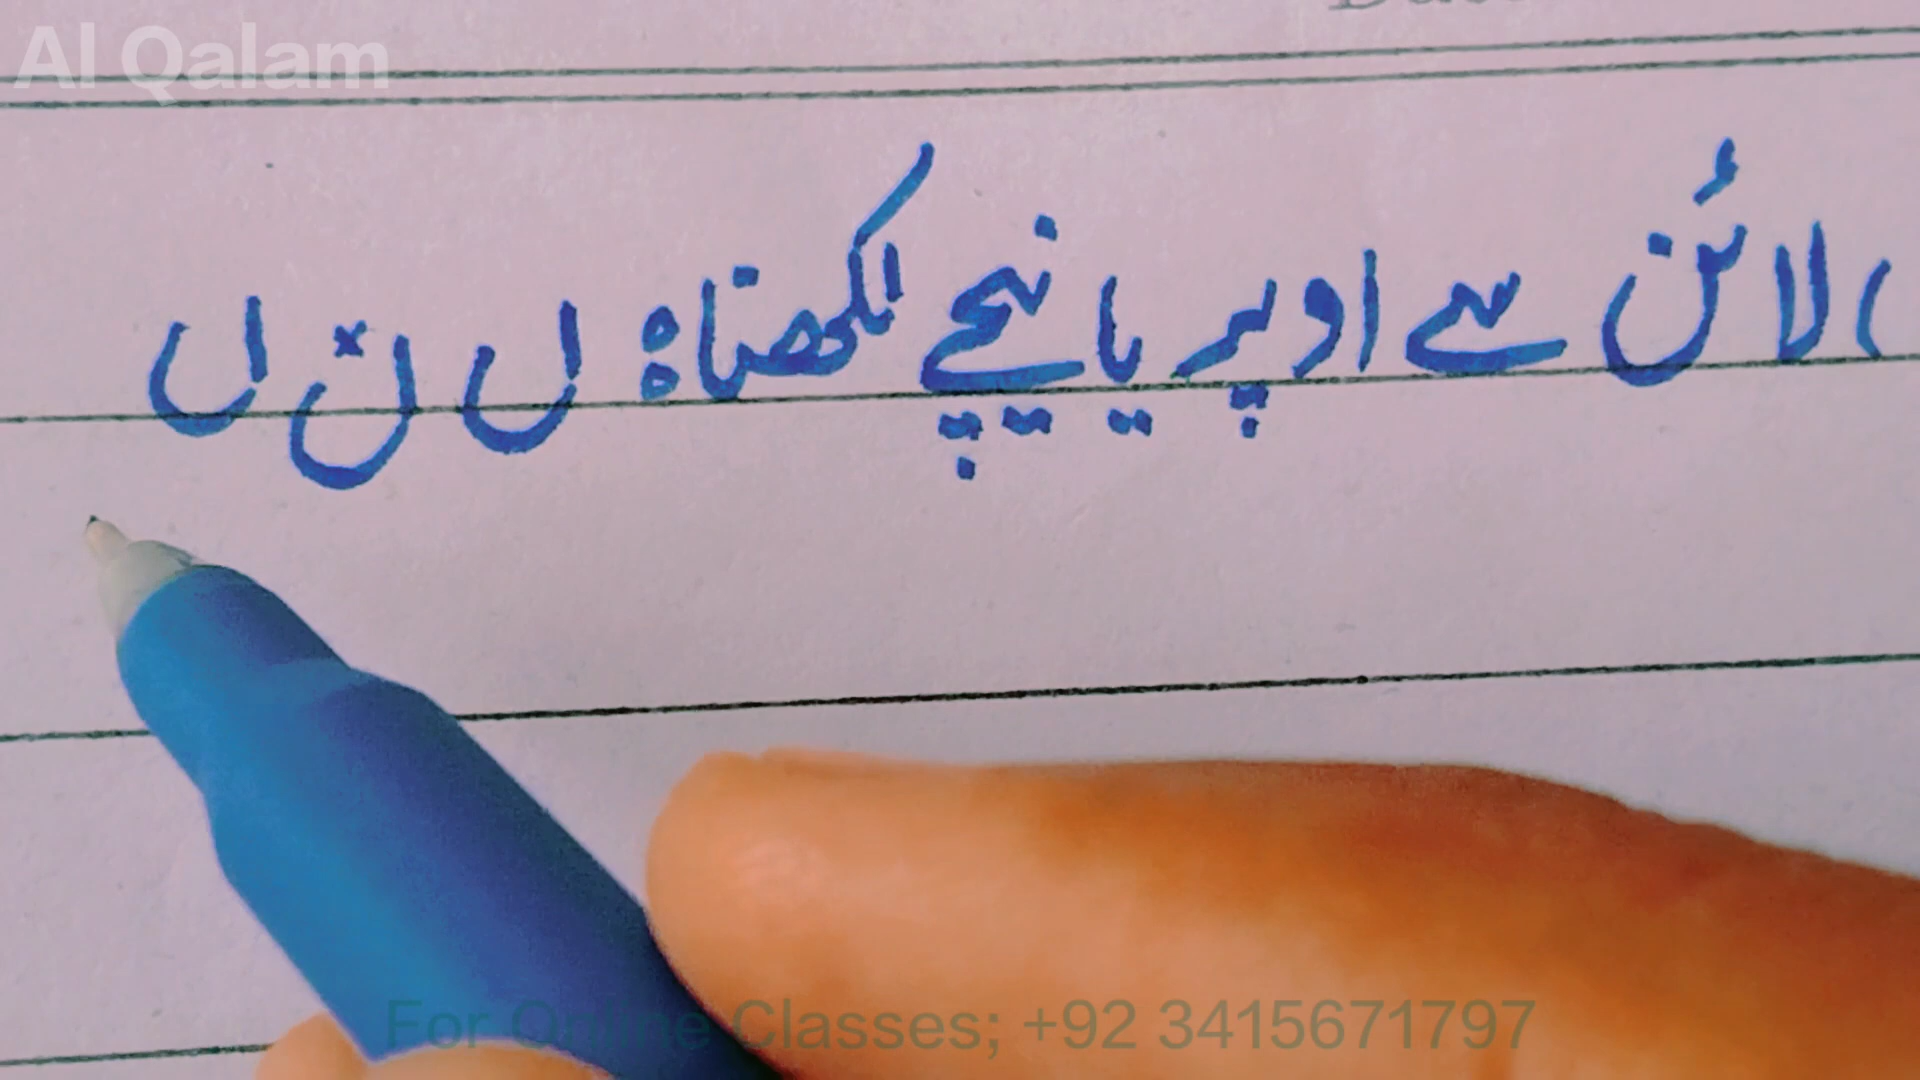 Al Qalam
لائن سے اوپر یا نیچے لکھنا: ں ں ں
For Online Classes; +92 3415671797